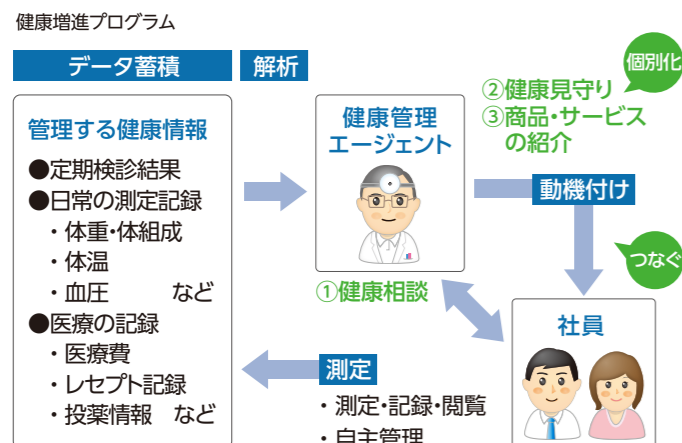 健康増進プログラム
データ蓄積
解析
管理する健康情報
●定期検診結果
●日常の測定記録
・体重・体組成
・体温
・血圧 など
●医療の記録
・医療費
・レセプト記録
・投薬情報 など
健康管理
エージェント
①健康相談
個別化
②健康見守り
③商品・サービス
の紹介
動機付け
つなぐ
社員
測定
・測定・記録・閲覧
・自主管理